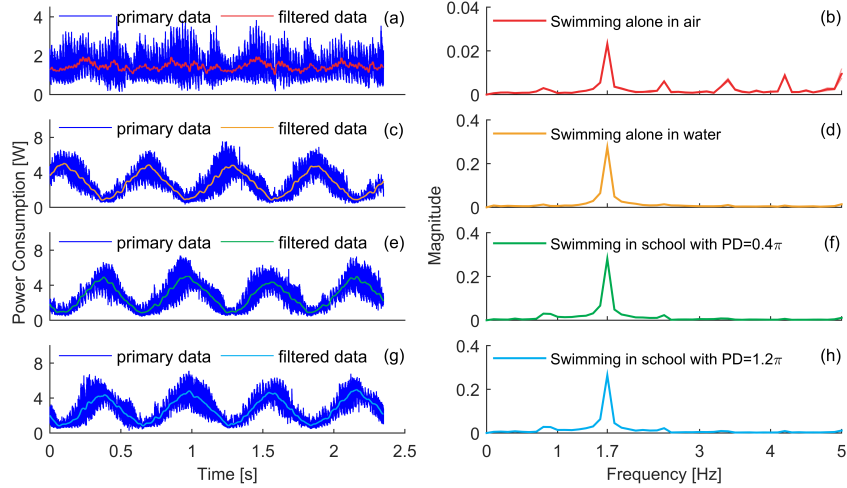 primary data filtered data (a)
4
2
0
Swimming alone in air (b)
0.04
0.02
0
primary data filtered data (c)
8
4
0
Swimming alone in water (d)
0.4
0.2
0
primary data filtered data (e)
8
4
0
Swimming in school with PD=0.4π (f)
0.4
0.2
0
primary data filtered data (g)
8
4
0
0 0.5 1 1.5 2 2.5
Time [s]
Power Consumption [W]
Swimming in school with PD=1.2π (h)
0.4
0.2
0
0 1 1.7 3 4 5
Frequency [Hz]
Magnitude